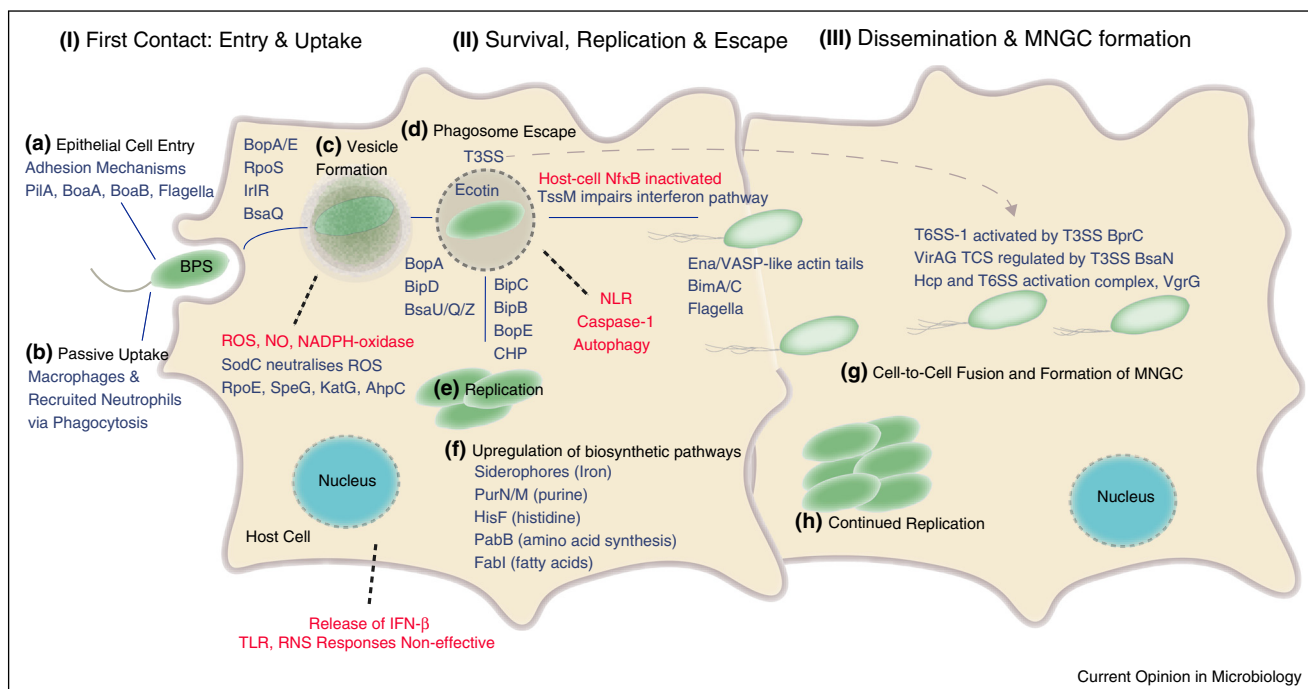 (I) First Contact: Entry & Uptake
(II) Survival, Replication & Escape
(III) Dissemination & MNGC formation
(a) Epithelial Cell Entry
Adhesion Mechanisms
PilA, BoaA, BoaB, Flagella
BPS
(b) Passive Uptake
Macrophages &
Recruited Neutrophils
via Phagocytosis
BopA/E
RpoS
IrlR
BsaQ
(c) Vesicle
Formation
ROS, NO, NADPH-oxidase
SodC neutralises ROS
RpoE, SpeG, KatG, AhpC
(d) Phagosome Escape
T3SS
Ecotin
Host-cell NfκB inactivated
TssM impairs interferon pathway
BopA
BipD
BsaU/Q/Z
BipC
BipB
BopE
CHP
NLR
Caspase-1
Autophagy
Ena/VASP-like actin tails
BimA/C
Flagella
(e) Replication
(f) Upregulation of biosynthetic pathways
Siderophores (Iron)
PurN/M (purine)
HisF (histidine)
PabB (amino acid synthesis)
FabI (fatty acids)
Nucleus
Host Cell
Release of IFN-β
TLR, RNS Responses Non-effective
T6SS-1 activated by T3SS BprC
VirAG TCS regulated by T3SS BsaN
Hcp and T6SS activation complex, VgrG
(g) Cell-to-Cell Fusion and Formation of MNGC
(h) Continued Replication
Nucleus
Current Opinion in Microbiology